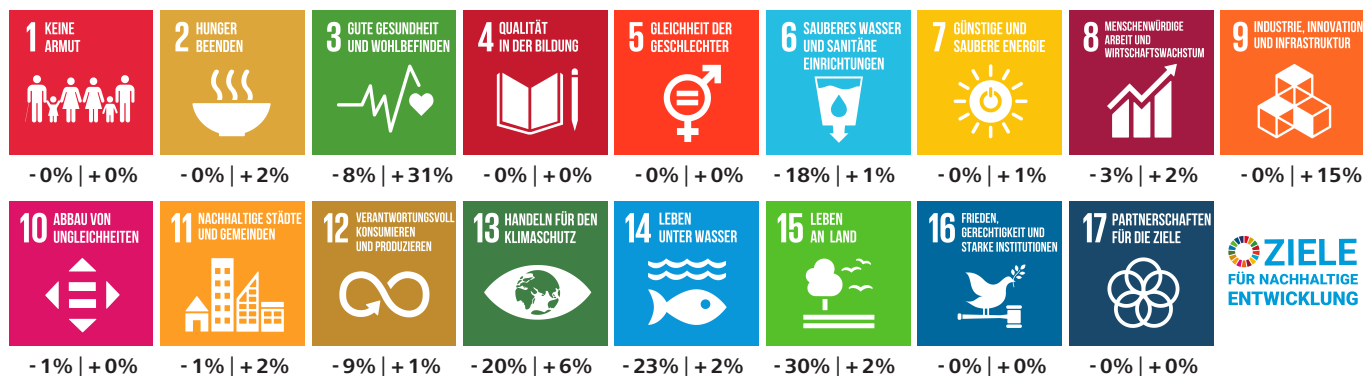 1 KEINE
ARMUT
2 HUNGER
BEENDEN
3 GUTE GESUNDHEIT
UND WOHLBEFINDEN
4 QUALITÄT
IN DER BILDUNG
5 GLEICHHEIT DER
GESCHLECHTER
6 SAUBERES WASSER
UND SANITÄRE
EINRICHTUNGEN
7 GÜNSTIGE UND
SAUBERE ENERGIE
8 MENSCHENWÜRDIGE
ARBEIT UND
WIRTSCHAFTSWACHSTUM
9 INDUSTRIE, INNOVATION
UND INFRASTRUKTUR
-0% | +0%
-0% | +2%
-8% | +31%
-0% | +0%
-0% | +0%
-18% | +1%
-0% | +1%
-3% | +2%
-0% | +15%
10 ABBAU VON
UNGLEICHHEITEN
11 NACHHALTIGE STÄDTE
UND GEMEINDEN
12 VERANTWORTUNGSVOLL
KONSUMIEREN
UND PRODUZIEREN
13 HANDELN FÜR DEN
KLIMASCHUTZ
14 LEBEN
UNTER WASSER
15 LEBEN
AN LAND
16 FRIEDEN,
GERECHTIGKEIT UND
STARKE INSTITUTIONEN
17 PARTNERSCHAFTEN
FÜR DIE ZIELE
ZIELE
FÜR NACHHALTIGE
ENTWICKLUNG
-1% | +0%
-1% | +2%
-9% | +1%
-20% | +6%
-23% | +2%
-30% | +2%
-0% | +0%
-0% | +0%